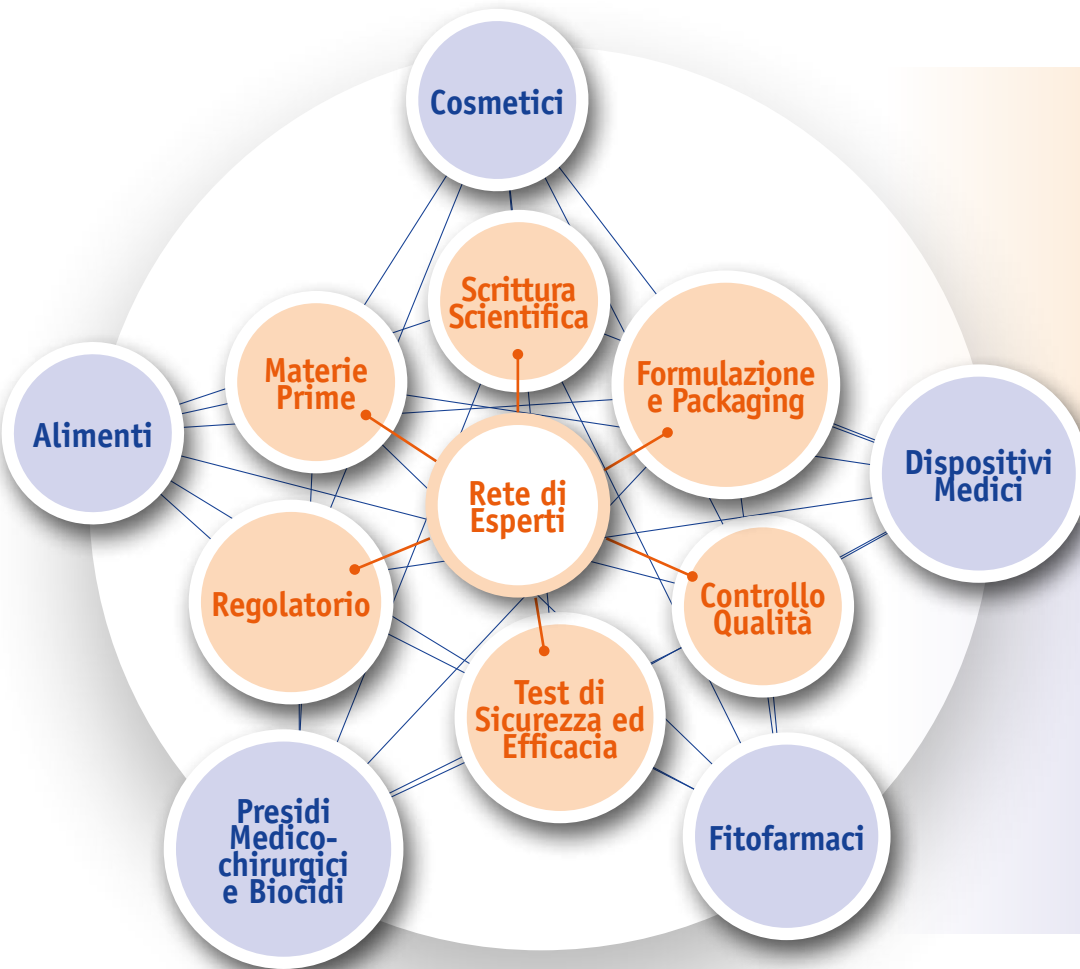 Cosmetici
Scrittura
Scientifica
Materie
Prime
Formulazione
e Packaging
Alimenti
Dispositivi
Medici
Rete di
Esperti
Regolatorio
Controllo
Qualità
Test di
Sicurezza ed
Efficacia
Presidi
Medico-
chirurgici
e Biocidi
Fitofarmaci